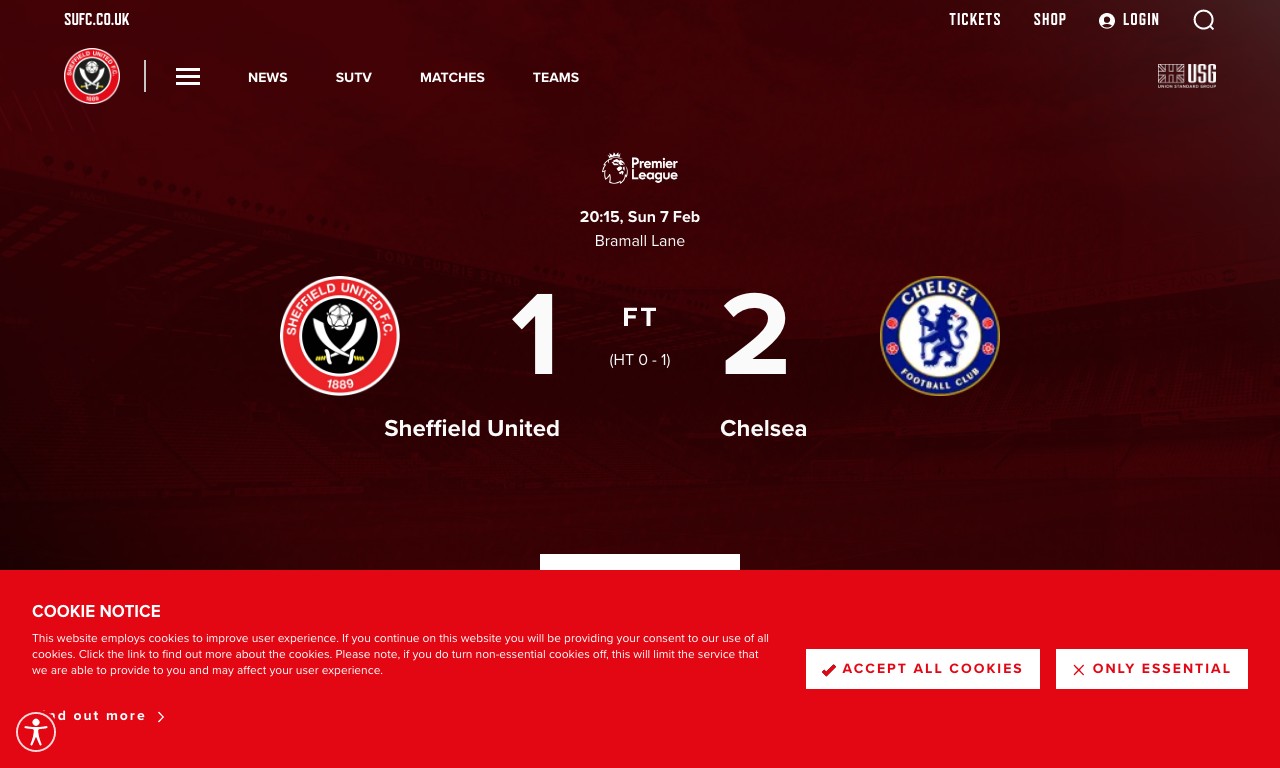 SUFC.CO.UK
TICKETS
SHOP
LOGIN
SHEFFIELD UNITED F.C.
1889
NEWS
SUTV
MATCHES
TEAMS
USG
UNION STANDARD GROUP
Premier
League
20:15, Sun 7 Feb
Bramall Lane
SHEFFIELD UNITED F.C.
1889
1
FT
(HT 0 - 1)
2
CHELSEA
FOOTBALL CLUB
Sheffield United
Chelsea
COOKIE NOTICE
This website employs cookies to improve user experience. If you continue on this website you will be providing your consent to our use of all
cookies. Click the link to find out more about the cookies. Please note, if you do turn non-essential cookies off, this will limit the service that
we are able to provide to you and may affect your user experience.
ACCEPT ALL COOKIES
ONLY ESSENTIAL
out more